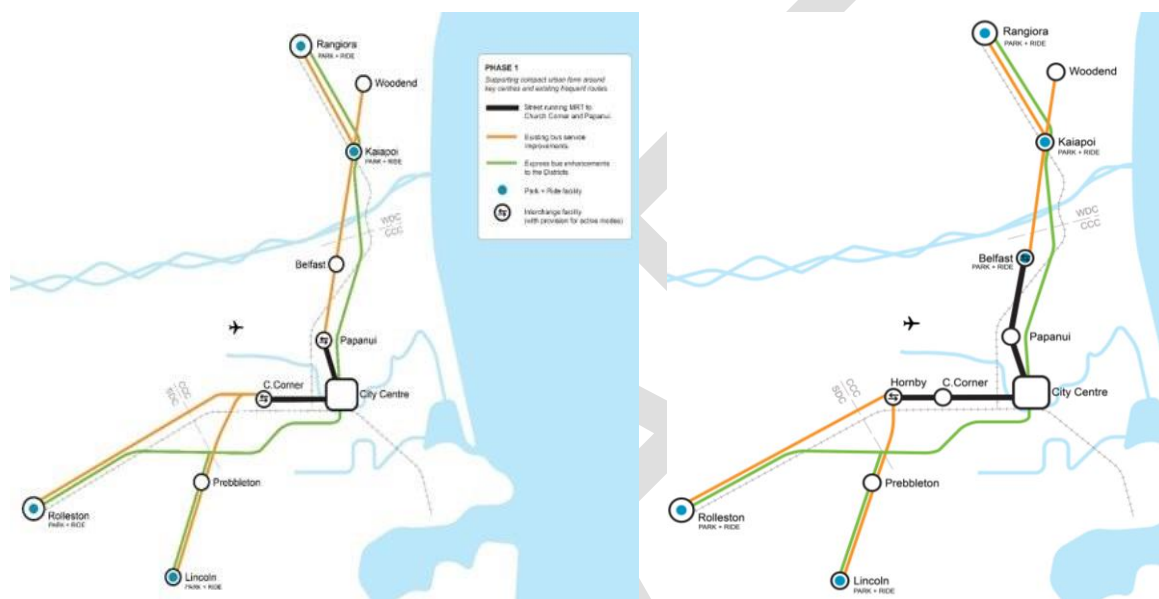 Rangiora
PARK + RIDE
Woodend
Kaiapoi
PARK + RIDE
WDC
CCC
Belfast
Papanui
C.Corner
City Centre
CCC
SDC
Prebbleton
Rolleston
PARK + RIDE
Lincoln
PARK + RIDE
PHASE 1
Supporting compact urban form around
key centres and existing frequent routes.
Street running MRT to
Church Corner and Papanui.
Existing bus service
improvements.
Express bus enhancements
to the Districts
Park + Ride facility
Interchange facility
(with provision for active modes)
Rangiora
PARK + RIDE
Woodend
Kaiapoi
PARK + RIDE
WDC
CCC
Belfast
PARK + RIDE
Papanui
Hornby
C.Corner
City Centre
CCC
SDC
Prebbleton
Rolleston
PARK + RIDE
Lincoln
PARK + RIDE